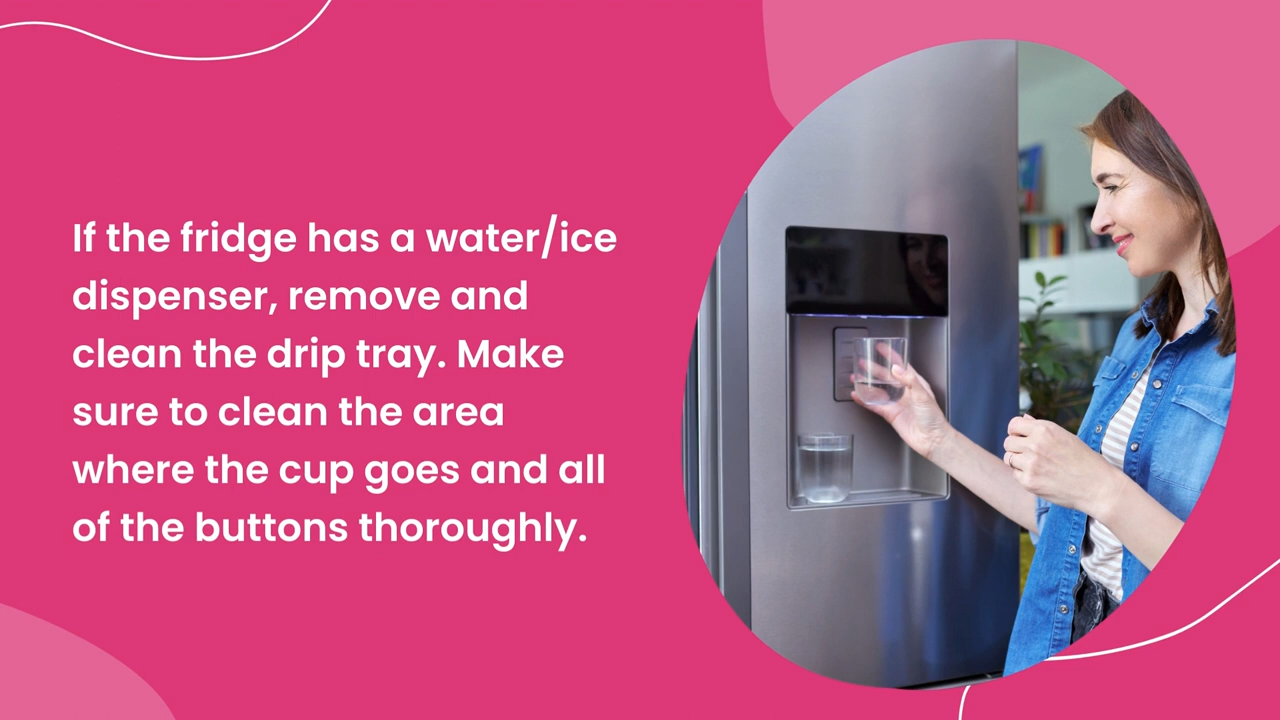 If the fridge has a water/ice
dispenser, remove and
clean the drip tray. Make
sure to clean the area
where the cup goes and all
of the buttons thoroughly.